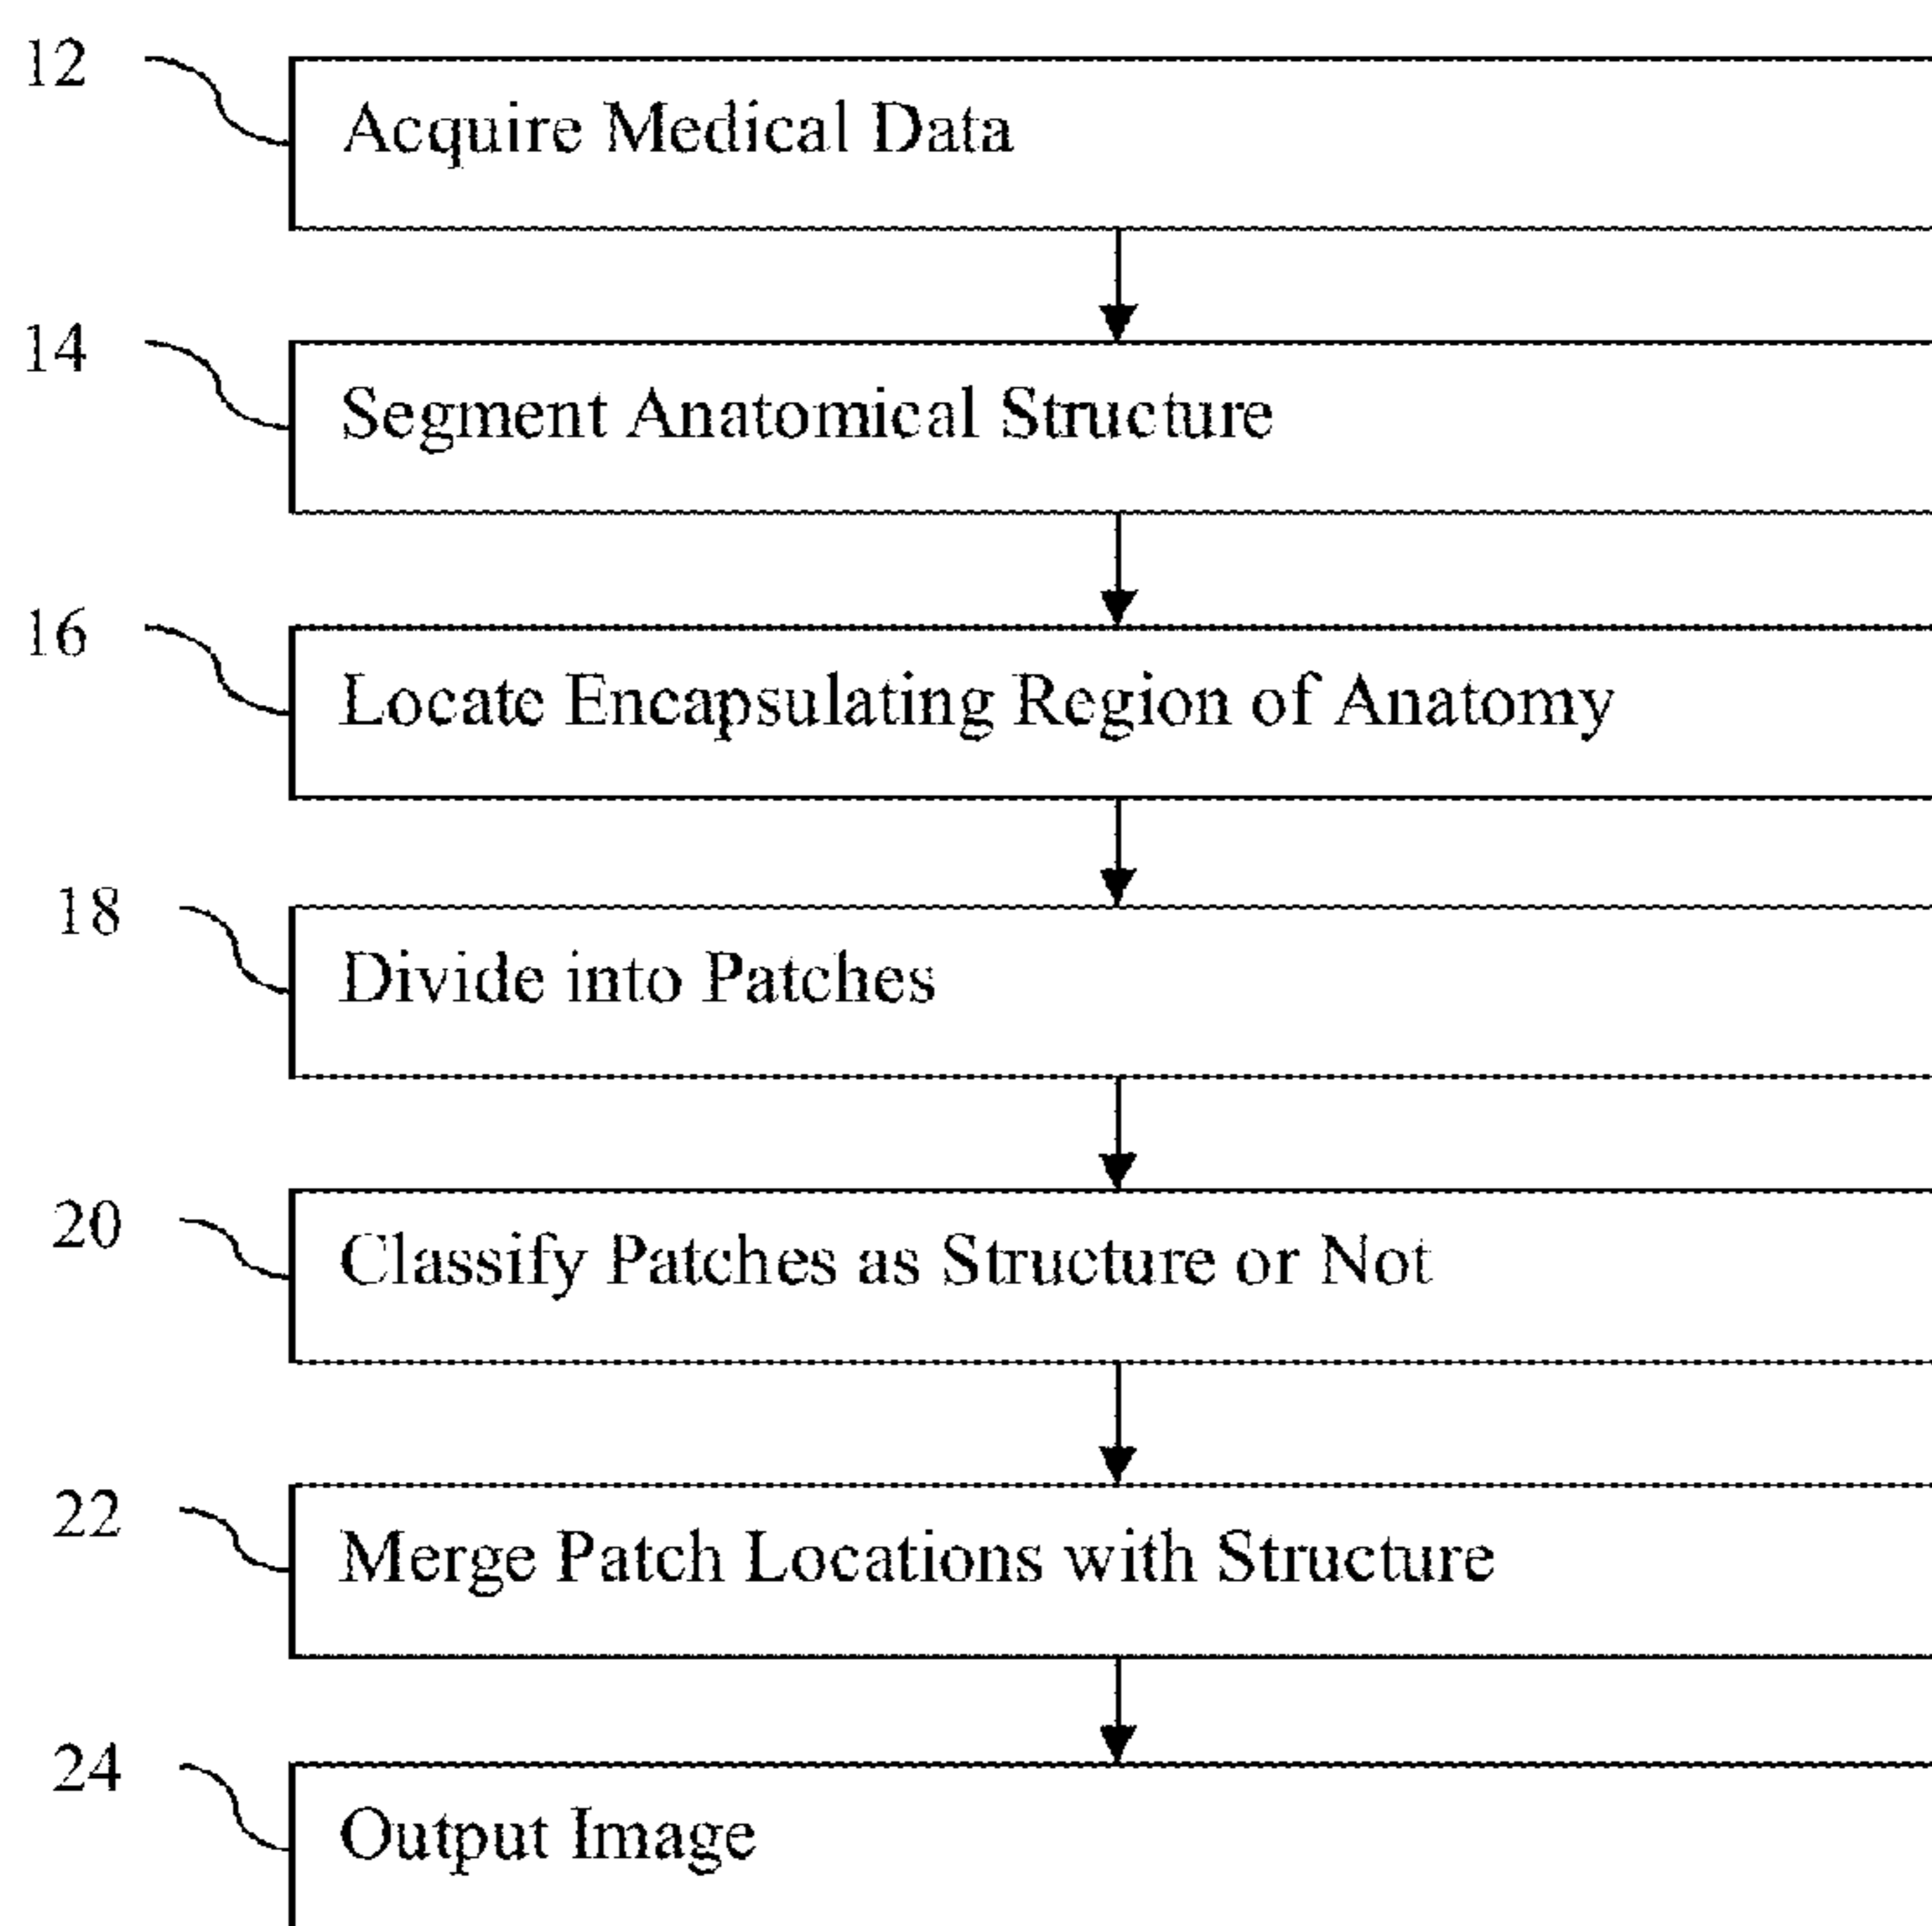 12 Acquire Medical Data
14 Segment Anatomical Structure
16 Locate Encapsulating Region of Anatomy
18 Divide into Patches
20 Classify Patches as Structure or Not
22 Merge Patch Locations with Structure
24 Output Image